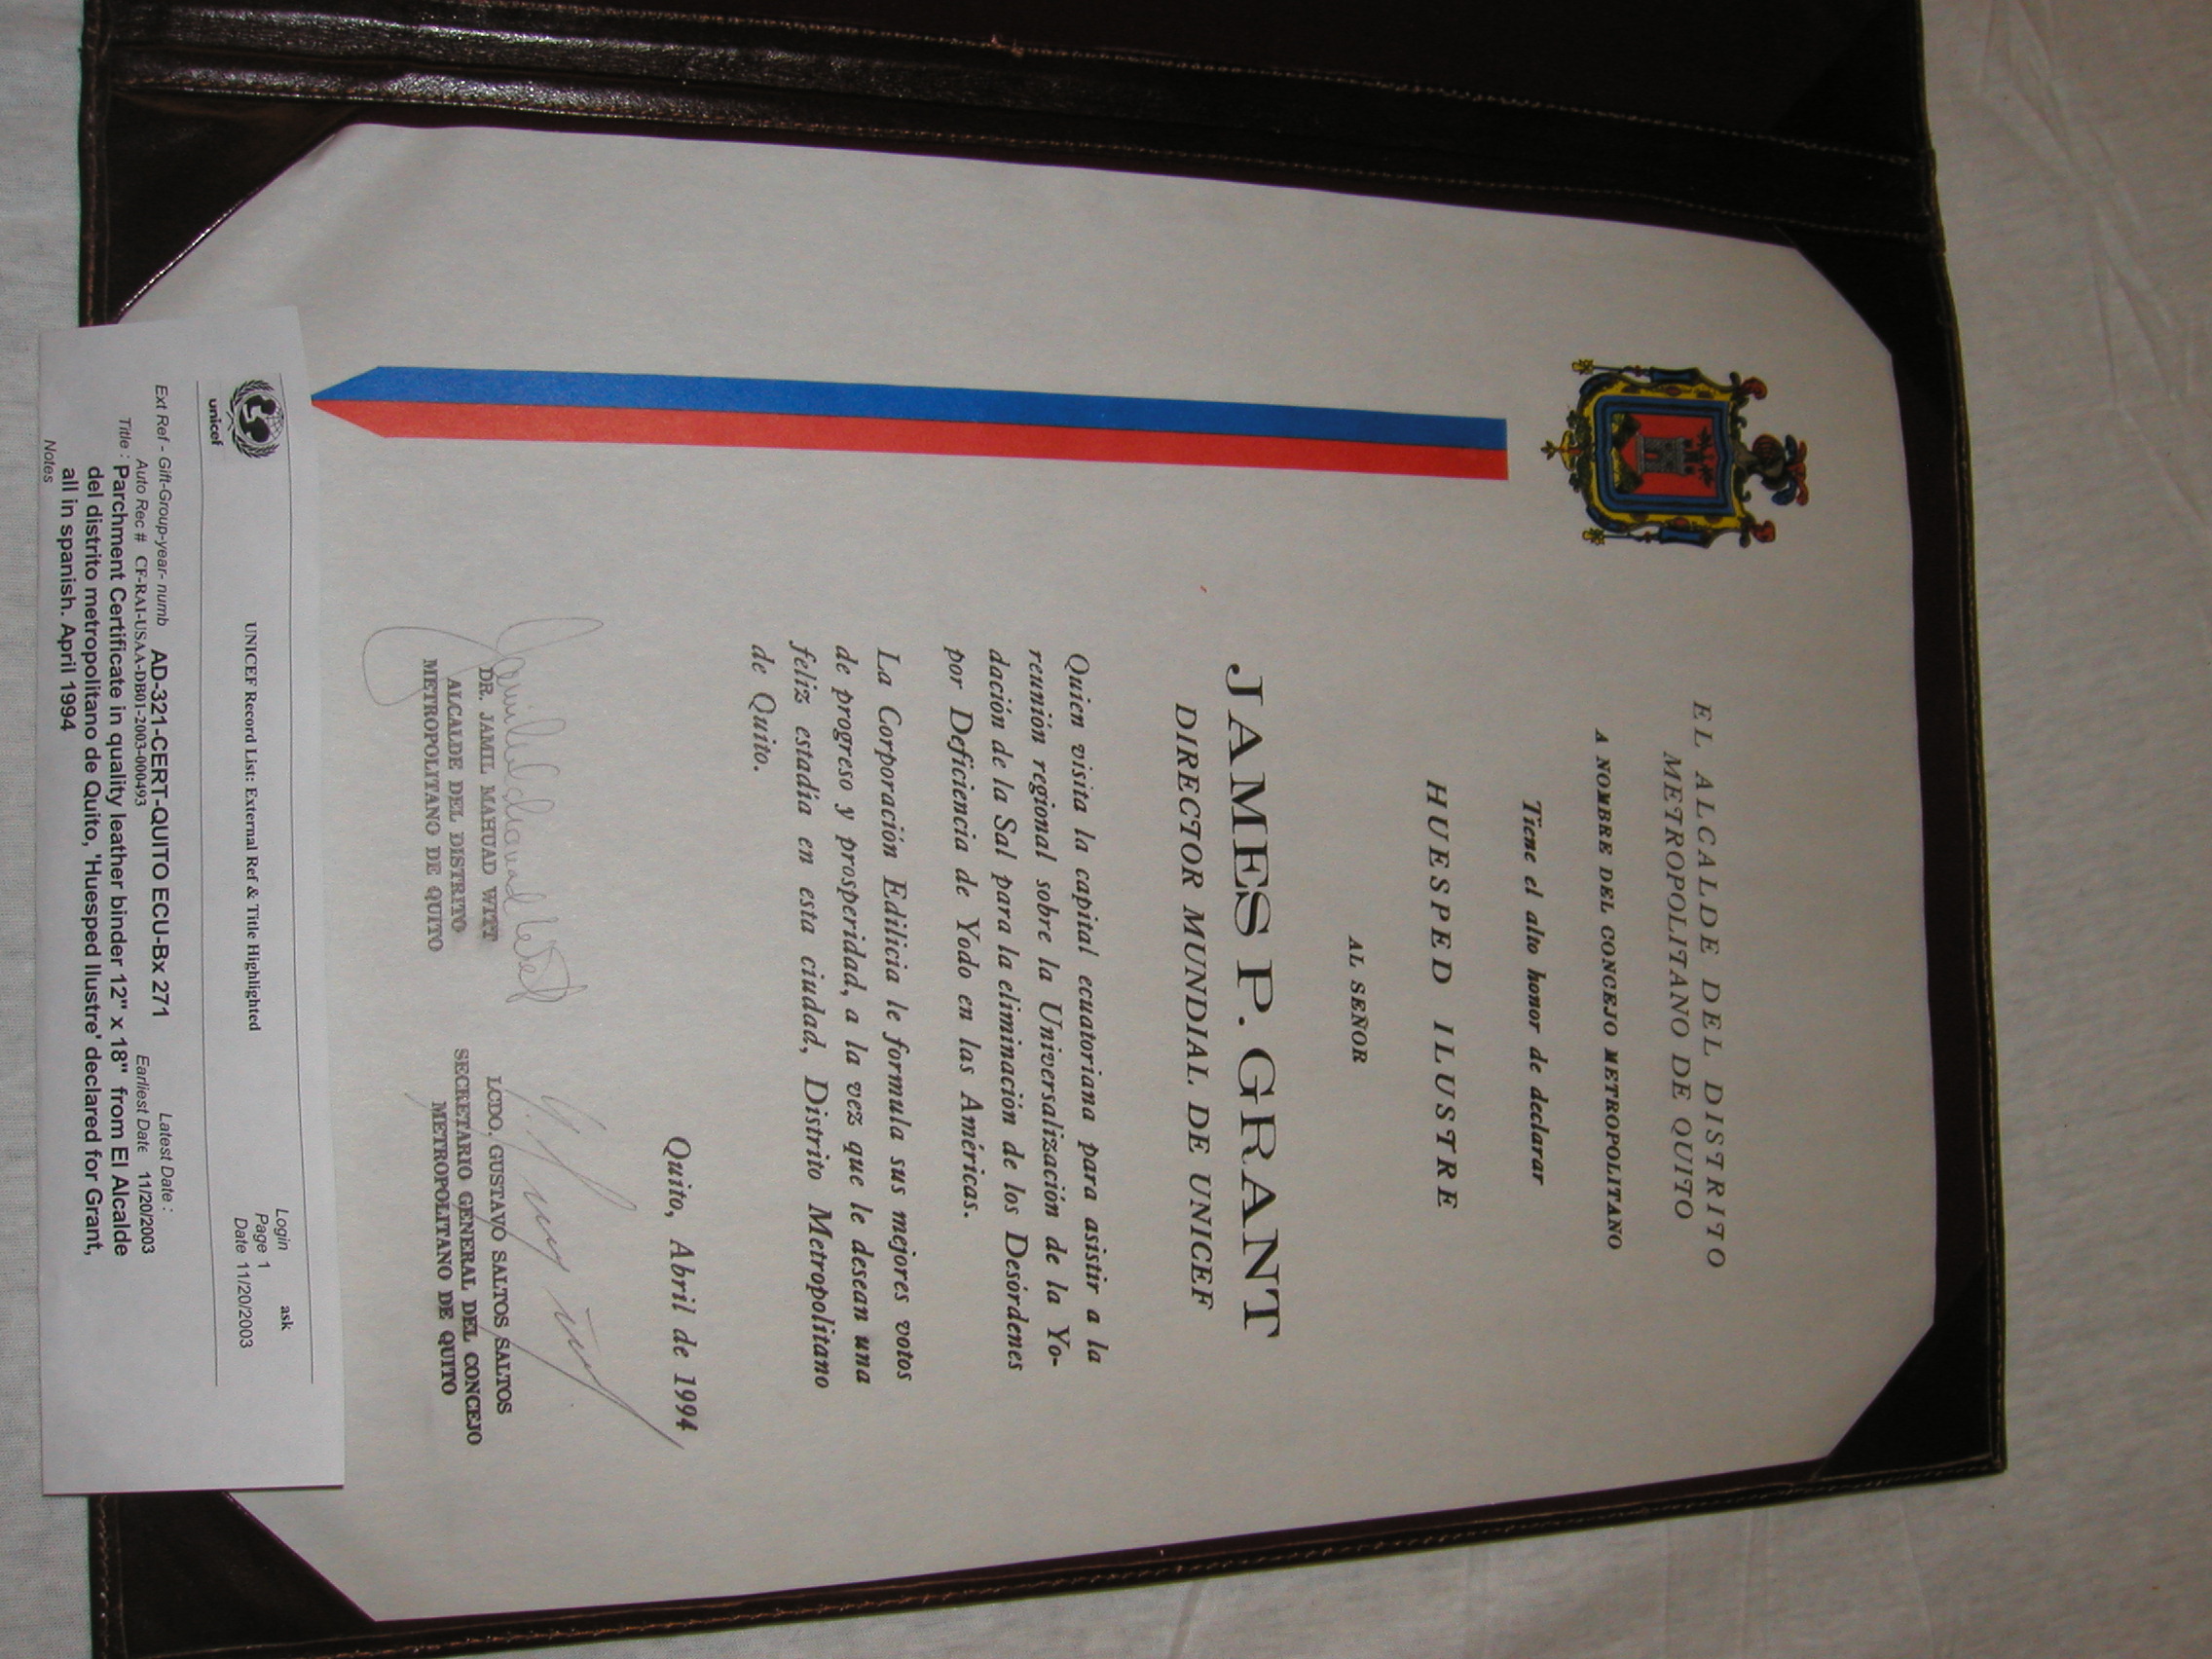 EL ALCALDE DEL DISTRITO
METROPOLITANO DE QUITO
A NOMBRE DEL CONCEJO METROPOLITANO
Tiene el alto honor de declarar
HUESPED ILUSTRE
AL SEÑOR
JAMES P. GRANT
DIRECTOR MUNDIAL DE UNICEF
Quien visita la capital ecuatoriana para asistir a la
reunión regional sobre la Universalización de la Yo-
dación de la Sal para la eliminación de los Desórdenes
por Deficiencia de Yodo en las Américas.
La Corporación Edilicia le formula sus mejores votos
de progreso y prosperidad, a la vez que le desean una
feliz estadía en esta ciudad, Distrito Metropolitano
de Quito.
Quito, Abril de 1994
DR. JAMIL MAHUAD WITT
ALCALDE DEL DISTRITO
METROPOLITANO DE QUITO
LCDO. GUSTAVO SALTOS SALTOS
SECRETARIO GENERAL DEL CONCEJO
METROPOLITANO DE QUITO
unicef
UNICEF Record List: External Ref & Title Highlighted
Login ask
Page 1
Date 11/20/2003
Ext Ref - Gift-Group-year- numb AD-321-CERT-QUITO ECU-Bx 271 Latest Date :
Auto Rec # CF-RAI-USAA-DB01-2003-000493 Earliest Date 11/20/2003
Title : Parchment Certificate in quality leather binder 12" x 18" from El Alcalde
del distrito metropolitano de Quito, 'Huesped Ilustre' declared for Grant,
all in spanish. April 1994
Notes